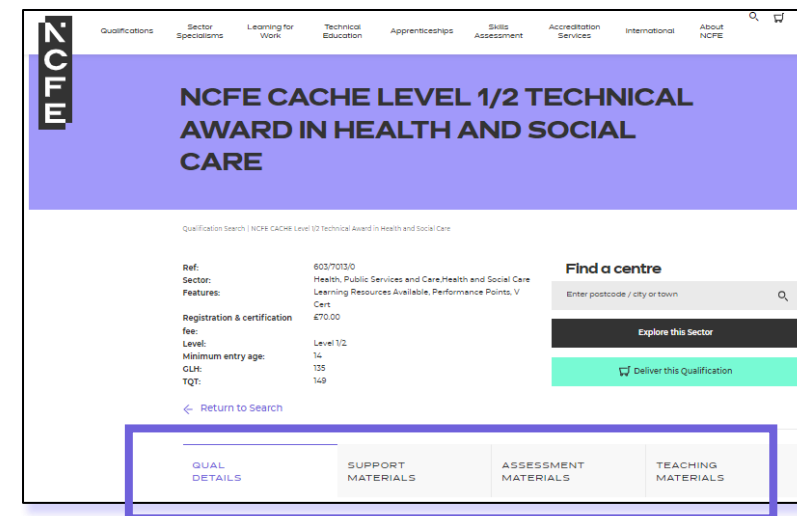 NCFE
Qualifications
Sector
Specialisms
Learning for
Work
Technical
Education
Apprenticeships
Skills
Assessment
Accreditation
Services
International
About
NCFE
NCFE CACHE LEVEL 1/2 TECHNICAL
AWARD IN HEALTH AND SOCIAL
CARE
Qualification Search | NCFE CACHE Level 1/2 Technical Award in Health and Social Care
Ref: 603/7013/0
Sector: Health, Public Services and Care,Health and Social Care
Features: Learning Resources Available, Performance Points, V
Cert
Registration & certification £70.00
fee:
Level: Level 1/2
Minimum entry age: 14
GLH: 135
TQT: 149
← Return to Search
Find a centre
Enter postcode / city or town
Explore this Sector
Deliver this Qualification
QUAL
DETAILS
SUPPORT
MATERIALS
ASSESSMENT
MATERIALS
TEACHING
MATERIALS